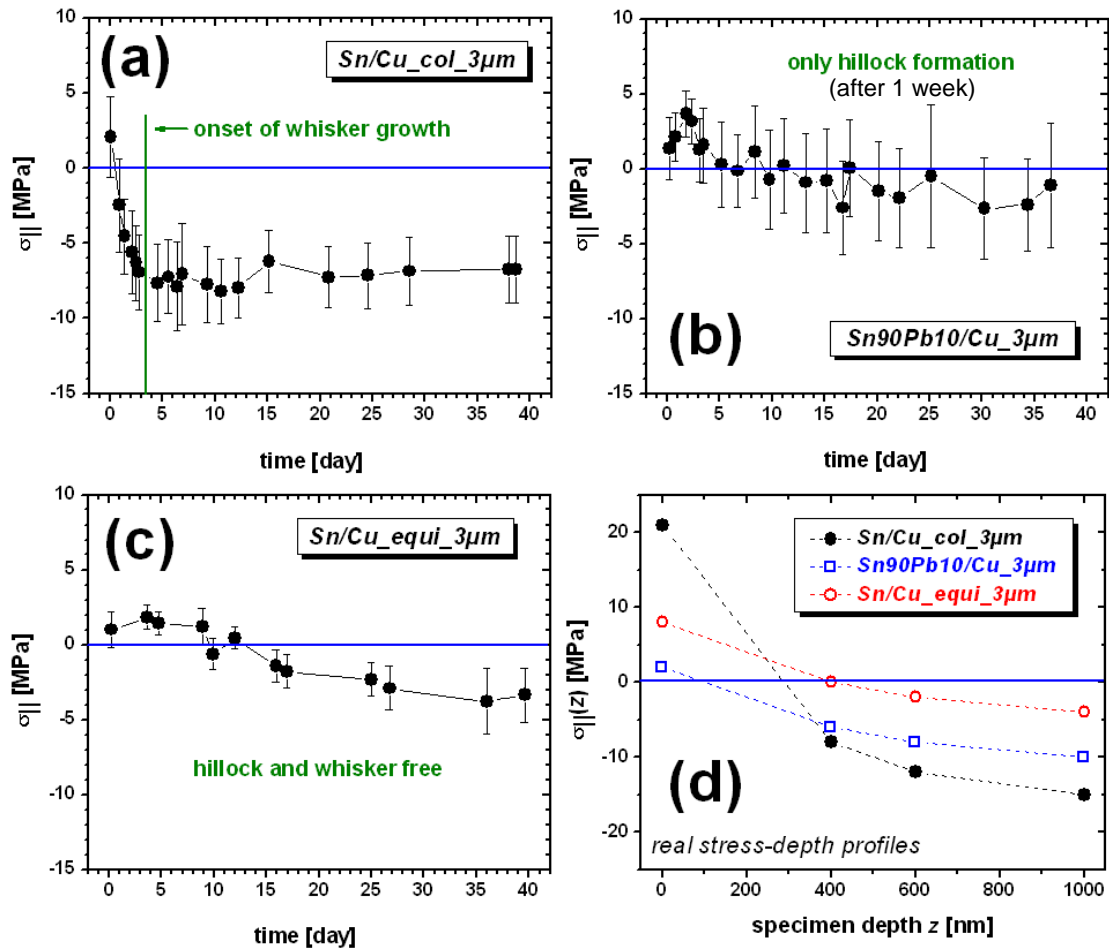 (a)
Sn/Cu_col_3µm
onset of whisker growth
10
5
0
-5
-10
-15
σ|| [MPa]
0 5 10 15 20 25 30 35 40
time [day]
(b)
only hillock formation
(after 1 week)
Sn90Pb10/Cu_3µm
10
5
0
-5
-10
-15
σ|| [MPa]
0 5 10 15 20 25 30 35 40
time [day]
(c)
Sn/Cu_equi_3µm
hillock and whisker free
10
5
0
-5
-10
-15
σ|| [MPa]
0 5 10 15 20 25 30 35 40
time [day]
(d)
Sn/Cu_col_3µm
Sn90Pb10/Cu_3µm
Sn/Cu_equi_3µm
real stress-depth profiles
20
10
0
-10
-20
σ||(z) [MPa]
0 200 400 600 800 1000
specimen depth z [nm]